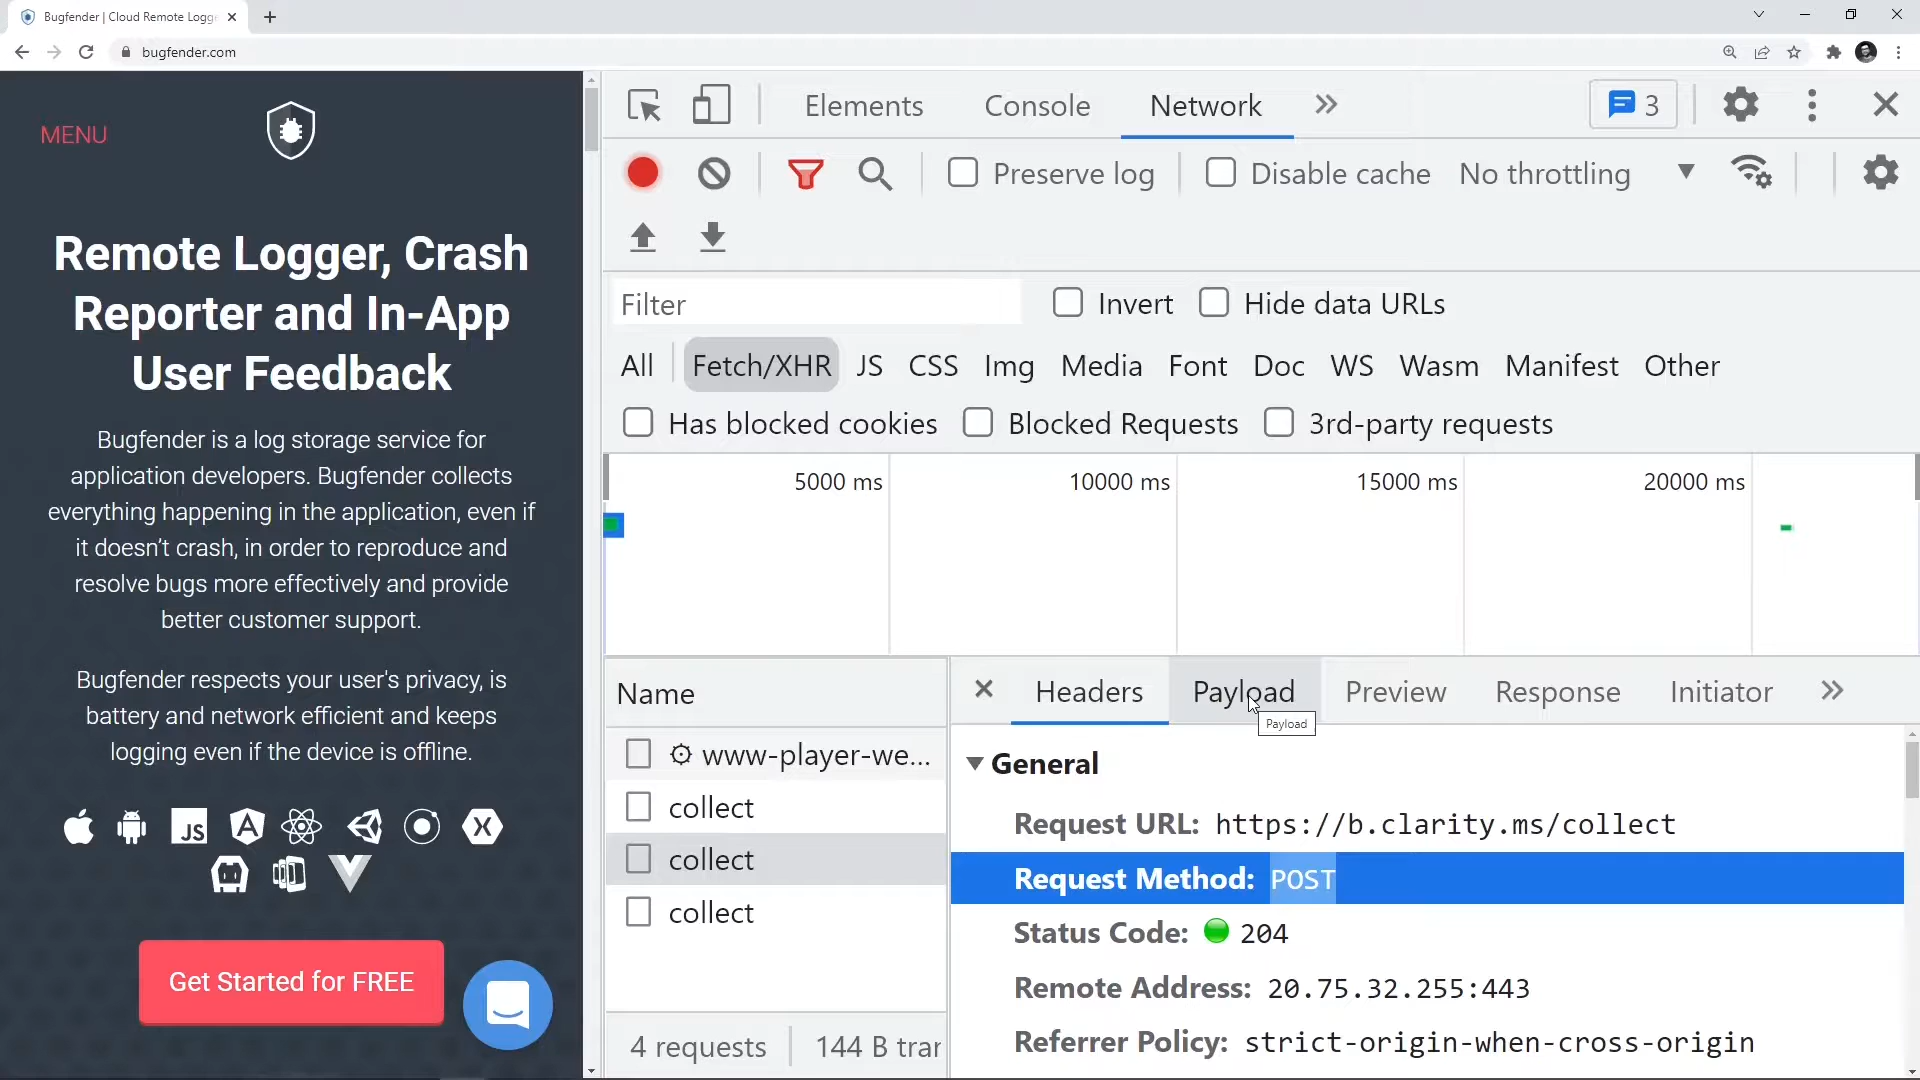 Bugfender | Cloud Remote Logge
bugfender.com
MENU
Remote Logger, Crash
Reporter and In-App
User Feedback
Bugfender is a log storage service for
application developers. Bugfender collects
everything happening in the application, even if
it doesn’t crash, in order to reproduce and
resolve bugs more effectively and provide
better customer support.
Bugfender respects your user's privacy, is
battery and network efficient and keeps
logging even if the device is offline.
JS
Get Started for FREE
Elements Console Network 3
Preserve log Disable cache No throttling
Filter Invert Hide data URLs
All Fetch/XHR JS CSS Img Media Font Doc WS Wasm Manifest Other
Has blocked cookies Blocked Requests 3rd-party requests
5000 ms 10000 ms 15000 ms 20000 ms
Name
www-player-we...
collect
collect
collect
4 requests 144 B trar
Headers Payload Preview Response Initiator
Payload
General
Request URL: https://b.clarity.ms/collect
Request Method: POST
Status Code: 204
Remote Address: 20.75.32.255:443
Referrer Policy: strict-origin-when-cross-origin